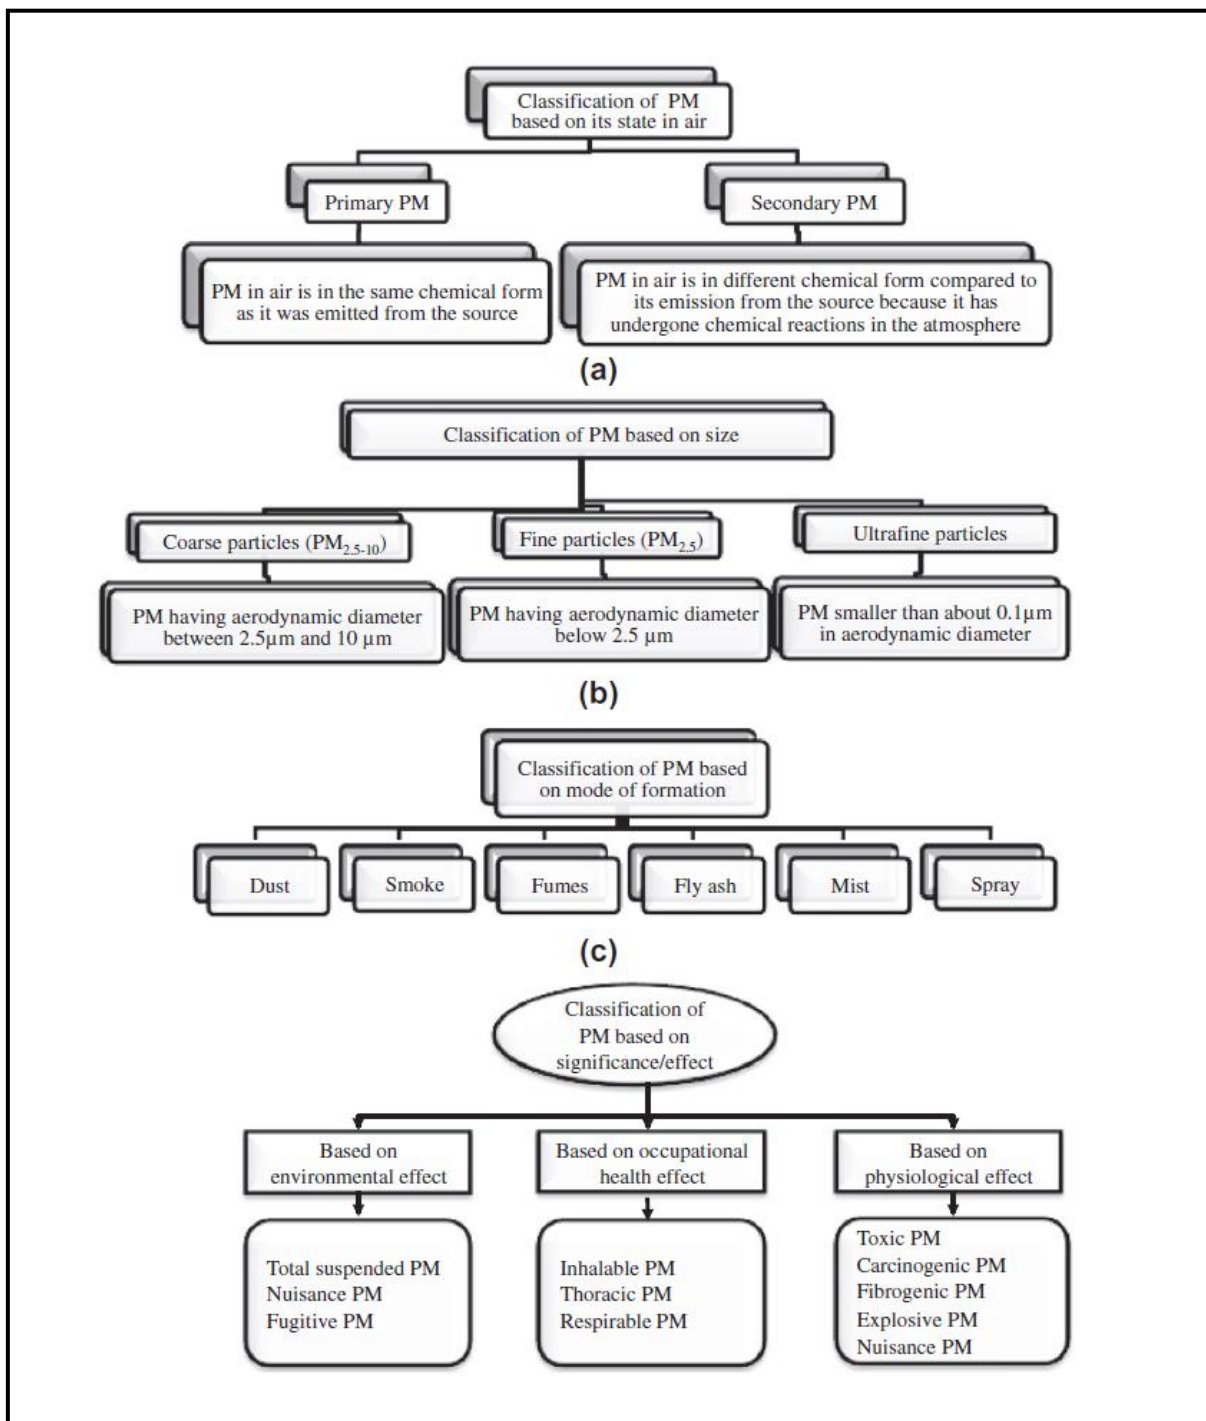 Classification of PM
based on its state in air
Primary PM
Secondary PM
PM in air is in the same chemical form
as it was emitted from the source
PM in air is in different chemical form compared to
its emission from the source because it has
undergone chemical reactions in the atmosphere
(a)
Classification of PM based on size
Coarse particles (PM2.5-10)
Fine particles (PM2.5)
Ultrafine particles
PM having aerodynamic diameter
between 2.5µm and 10 µm
PM having aerodynamic diameter
below 2.5 µm
PM smaller than about 0.1µm
in aerodynamic diameter
(b)
Classification of PM based
on mode of formation
Dust
Smoke
Fumes
Fly ash
Mist
Spray
(c)
Classification of
PM based on
significance/effect
Based on
environmental effect
Based on occupational
health effect
Based on
physiological effect
Total suspended PM
Nuisance PM
Fugitive PM
Inhalable PM
Thoracic PM
Respirable PM
Toxic PM
Carcinogenic PM
Fibrogenic PM
Explosive PM
Nuisance PM